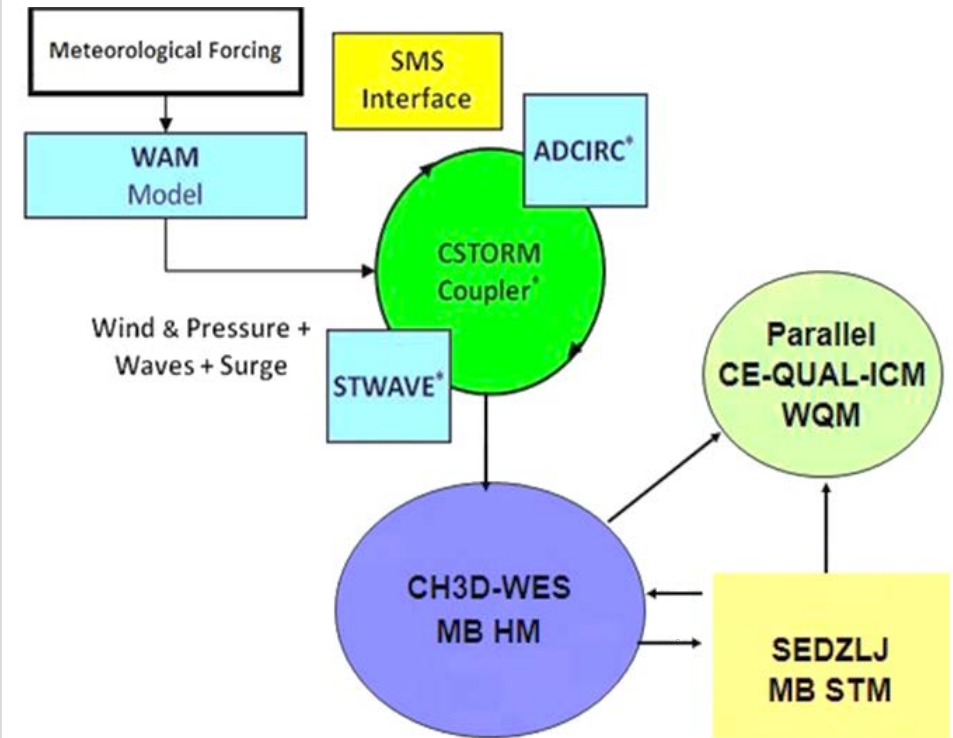 Meteorological Forcing
SMS
Interface
WAM
Model
ADCIRC*
CSTORM
Coupler*
Wind & Pressure +
Waves + Surge
STWAVE*
Parallel
CE-QUAL-ICM
WQM
CH3D-WES
MB HM
SEDZLJ
MB STM